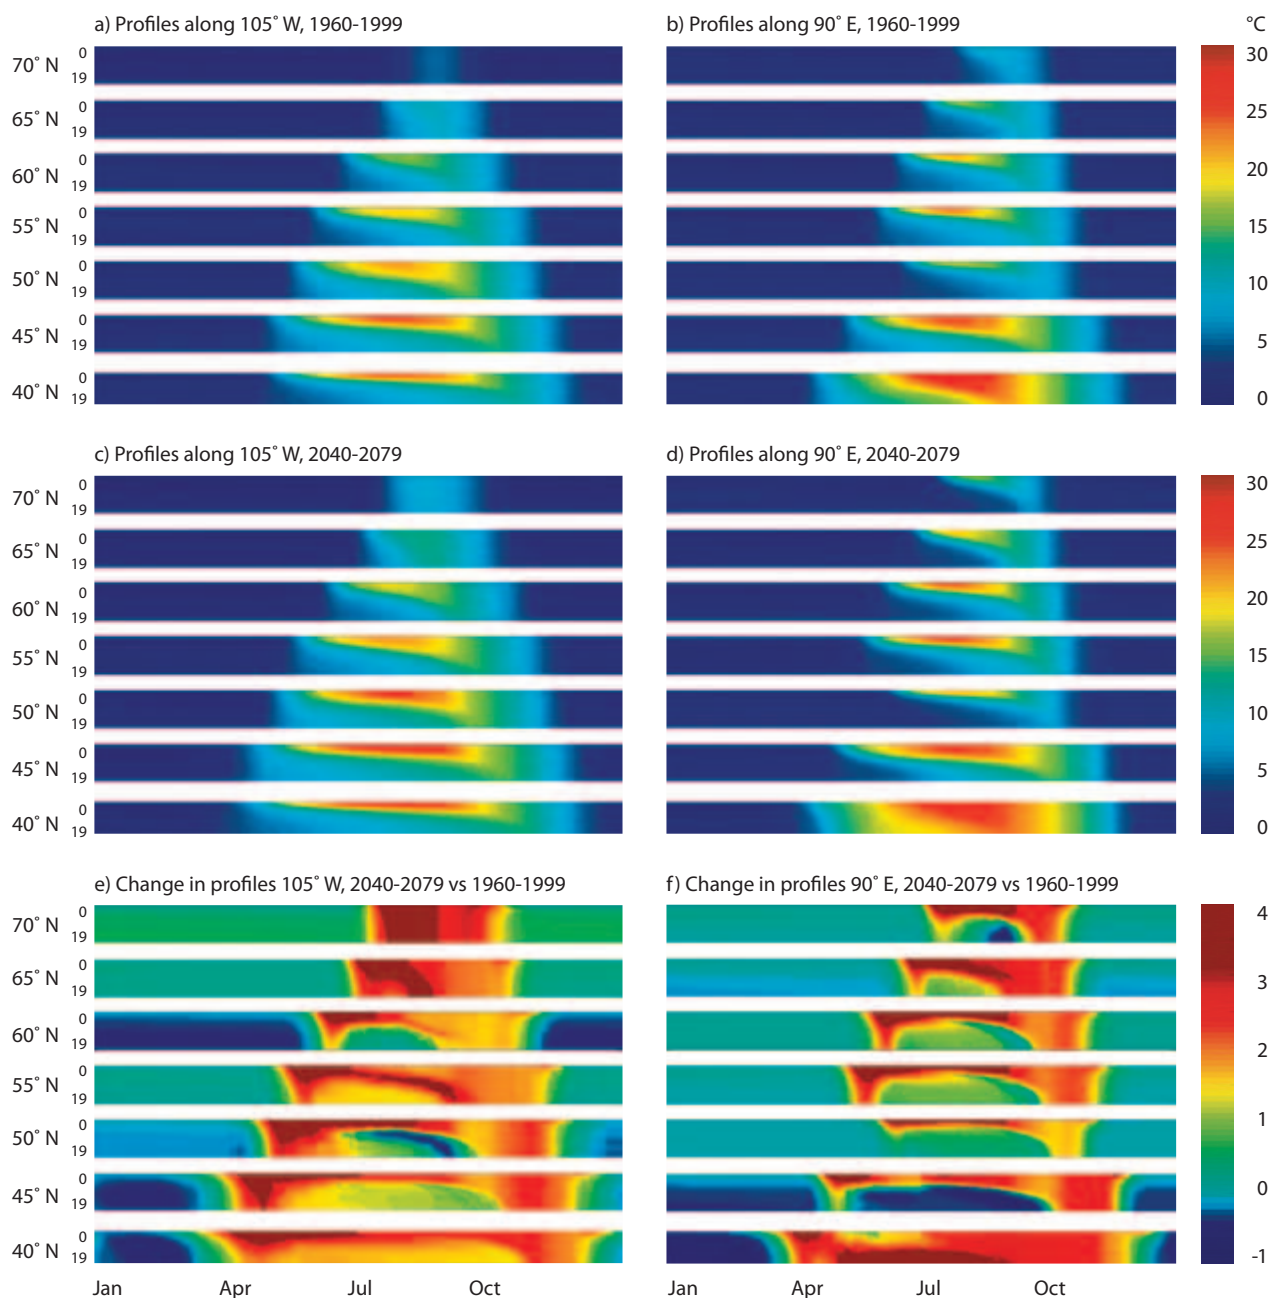 a) Profiles along 105° W, 1960-1999
b) Profiles along 90° E, 1960-1999
°C
70° N 0 19
65° N 0 19
60° N 0 19
55° N 0 19
50° N 0 19
45° N 0 19
40° N 0 19
30
25
20
15
10
5
0
c) Profiles along 105° W, 2040-2079
d) Profiles along 90° E, 2040-2079
70° N 0 19
65° N 0 19
60° N 0 19
55° N 0 19
50° N 0 19
45° N 0 19
40° N 0 19
30
25
20
15
10
5
0
e) Change in profiles 105° W, 2040-2079 vs 1960-1999
f) Change in profiles 90° E, 2040-2079 vs 1960-1999
70° N 0 19
65° N 0 19
60° N 0 19
55° N 0 19
50° N 0 19
45° N 0 19
40° N 0 19
4
3
2
1
0
-1
Jan Apr Jul Oct
Jan Apr Jul Oct